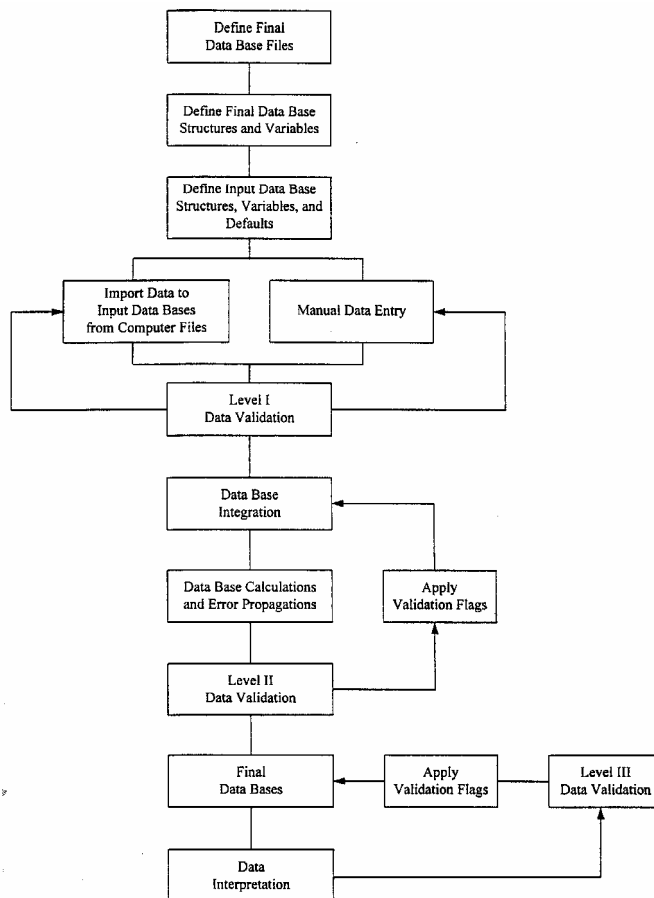 Define Final
Data Base Files
Define Final Data Base
Structures and Variables
Define Input Data Base
Structures, Variables, and
Defaults
Import Data to
Input Data Bases
from Computer Files
Manual Data Entry
Level I
Data Validation
Data Base
Integration
Data Base Calculations
and Error Propagations
Apply
Validation Flags
Level II
Data Validation
Final
Data Bases
Apply
Validation Flags
Level III
Data Validation
Data
Interpretation